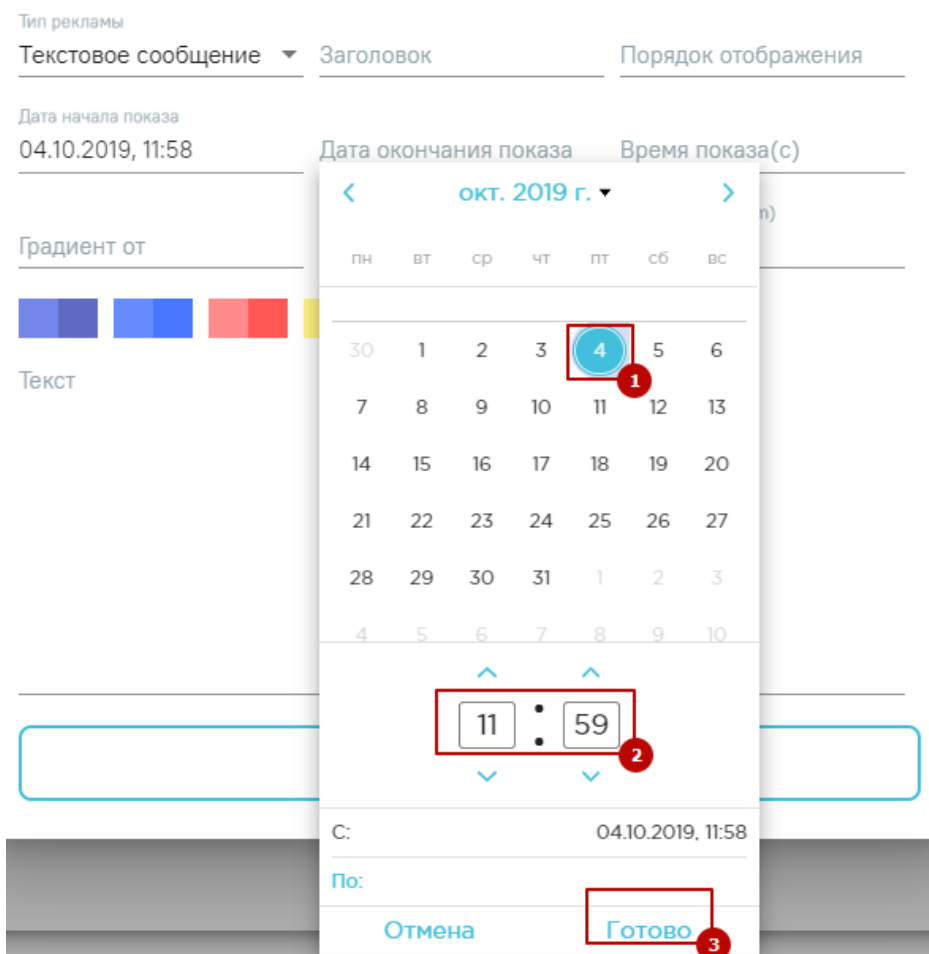 Тип рекламы
Текстовое сообщение Заголовок Порядок отображения
Дата начала показа
04.10.2019, 11:58 Дата окончания показа Время показа(с)
окт. 2019 г.
Градиент от
пн вт ср чт пт сб вс
30 1 2 3 4 5 6
1
Текст
7 8 9 10 11 12 13
14 15 16 17 18 19 20
21 22 23 24 25 26 27
28 29 30 31 1 2 3
4 5 6 7 8 9 10
11 : 59
2
С: 04.10.2019, 11:58
По:
Отмена Готово
3